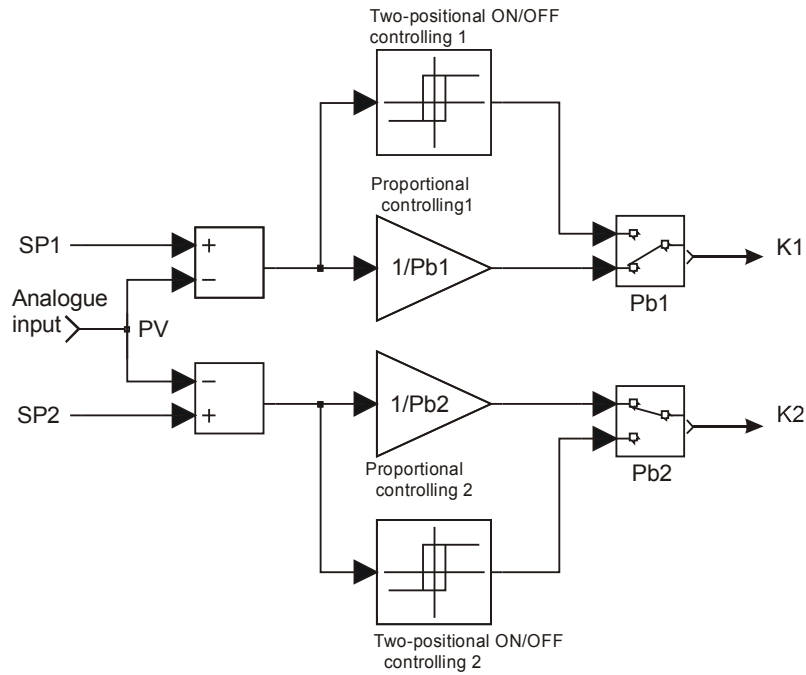 Two-positional ON/OFF
controlling 1
Proportional
controlling1
SP1
+
−
1/Pb1
K1
Pb1
Analogue
input
PV
SP2
−
+
1/Pb2
K2
Pb2
Proportional
controlling 2
Two-positional ON/OFF
controlling 2